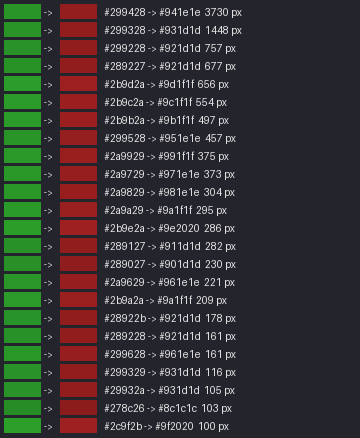 -> #299428 -> #941e1e 3730 px
-> #299328 -> #931d1d 1448 px
-> #299228 -> #921d1d 757 px
-> #289227 -> #921d1d 677 px
-> #2b9d2a -> #9d1f1f 656 px
-> #2b9c2a -> #9c1f1f 554 px
-> #2b9b2a -> #9b1f1f 497 px
-> #299528 -> #951e1e 457 px
-> #2a9929 -> #991f1f 375 px
-> #2a9729 -> #971e1e 373 px
-> #2a9829 -> #981e1e 304 px
-> #2a9a29 -> #9a1f1f 295 px
-> #2b9e2a -> #9e2020 286 px
-> #289127 -> #911d1d 282 px
-> #289027 -> #901d1d 230 px
-> #2a9629 -> #961e1e 221 px
-> #2b9a2a -> #9a1f1f 209 px
-> #28922b -> #921d1d 178 px
-> #289228 -> #921d1d 161 px
-> #299628 -> #961e1e 161 px
-> #299329 -> #931d1d 116 px
-> #29932a -> #931d1d 105 px
-> #278c26 -> #8c1c1c 103 px
-> #2c9f2b -> #9f2020 100 px